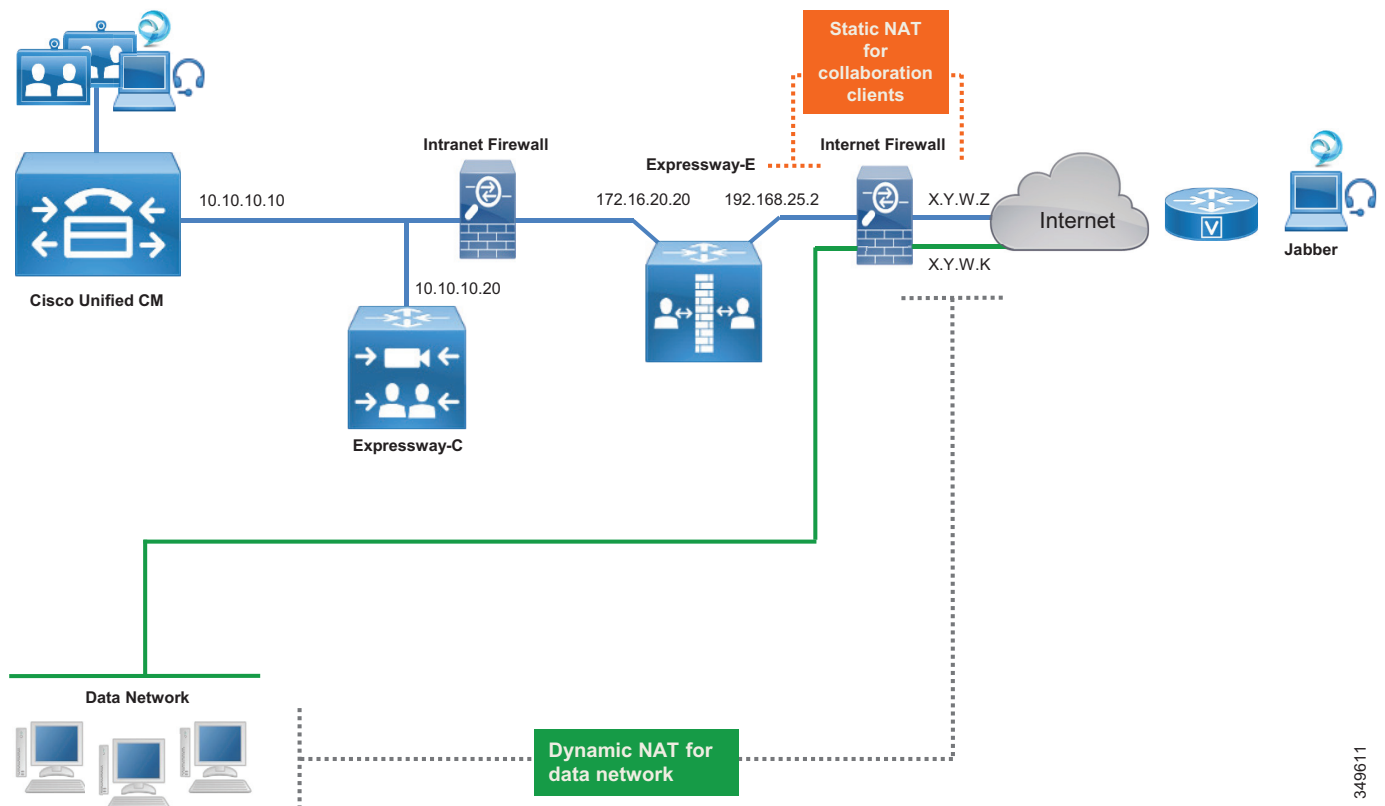 Static NAT
for
collaboration
clients
Intranet Firewall
Expressway-E
Internet Firewall
10.10.10.10
172.16.20.20
192.168.25.2
X.Y.W.Z
Internet
V
Jabber
X.Y.W.K
Cisco Unified CM
10.10.10.20
Expressway-C
Data Network
Dynamic NAT for
data network
349611